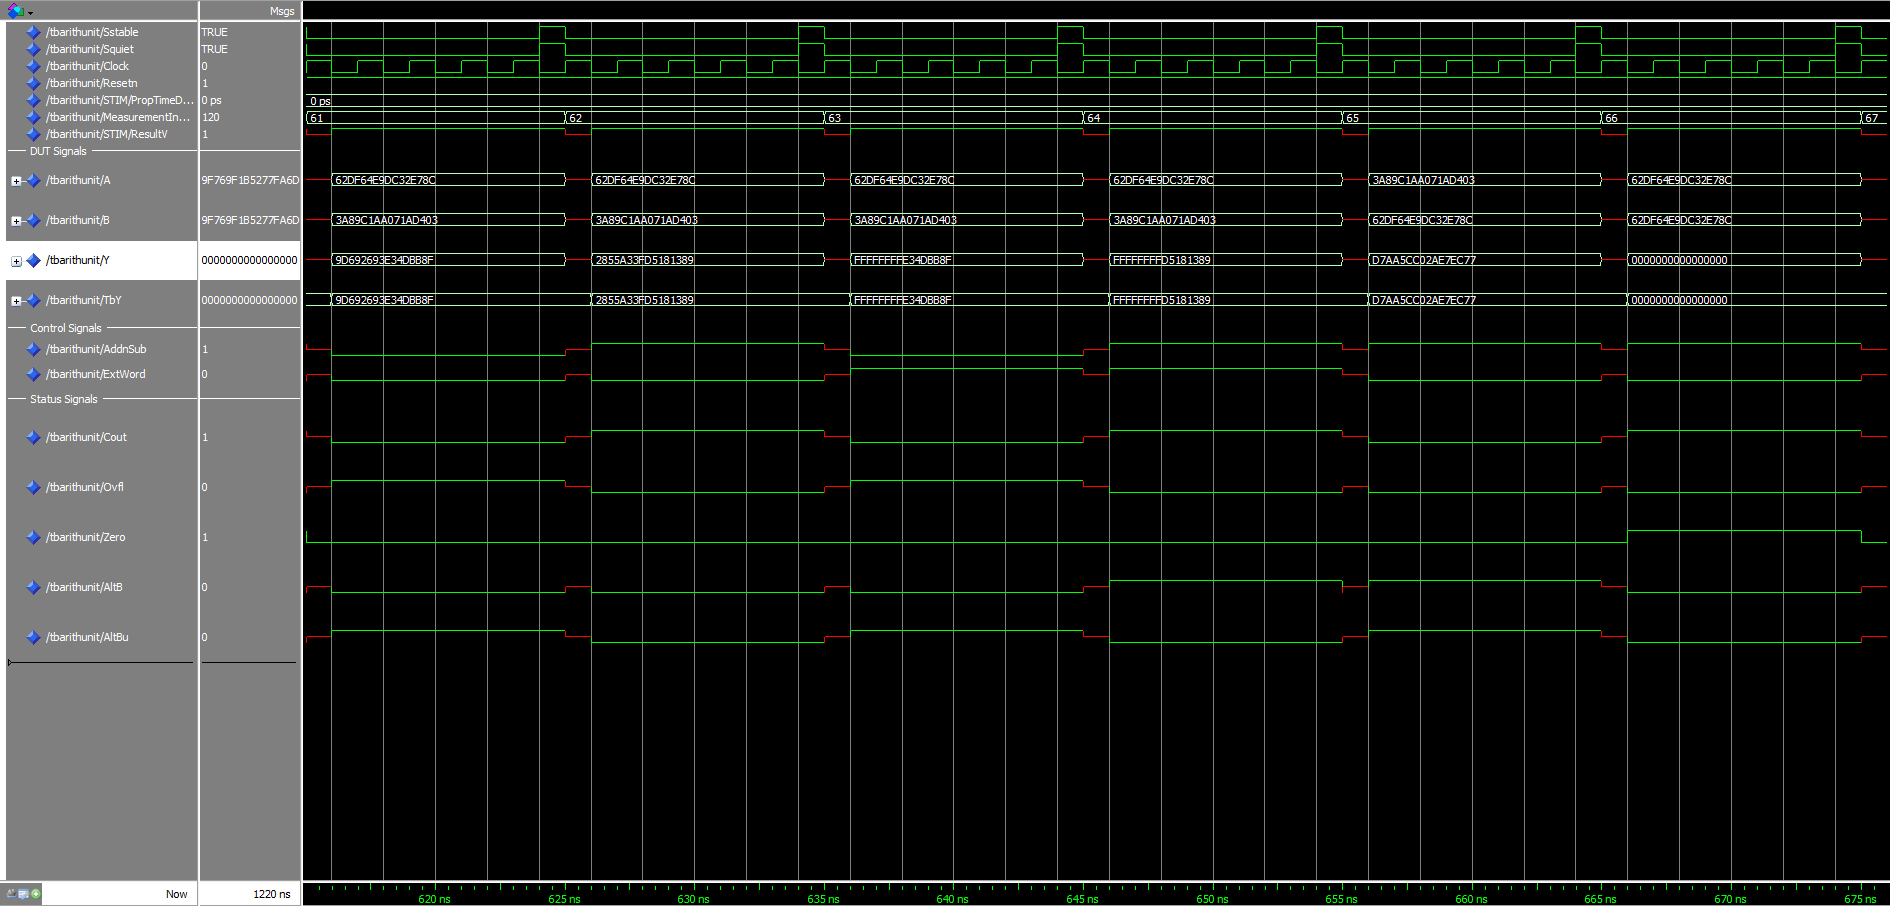 Msgs
/tbarithunit/Sstable TRUE
/tbarithunit/Squiet TRUE
/tbarithunit/Clock 0
/tbarithunit/Resetn 1
/tbarithunit/STIM/PropTimeD... 0 ps 0 ps
/tbarithunit/MeasurementIn... 120 61 62 63 64 65 66 67
/tbarithunit/STIM/ResultV 1
DUT Signals
/tbarithunit/A 9F769F1B5277FA6D 62DF64E9DC32E78C 62DF64E9DC32E78C 62DF64E9DC32E78C 62DF64E9DC32E78C 3A89C1AA071AD403 62DF64E9DC32E78C
/tbarithunit/B 9F769F1B5277FA6D 3A89C1AA071AD403 3A89C1AA071AD403 3A89C1AA071AD403 3A89C1AA071AD403 62DF64E9DC32E78C 62DF64E9DC32E78C
/tbarithunit/Y 0000000000000000 9D692693E34DBB8F 2855A33FD5181389 FFFFFFFFE34DBB8F FFFFFFFFD5181389 D7AA5CC02AE7EC77 0000000000000000
/tbarithunit/TbY 0000000000000000 9D692693E34DBB8F 2855A33FD5181389 FFFFFFFFE34DBB8F FFFFFFFFD5181389 D7AA5CC02AE7EC77 0000000000000000
Control Signals
/tbarithunit/AddnSub 1
/tbarithunit/ExtWord 0
Status Signals
/tbarithunit/Cout 1
/tbarithunit/Ovfl 0
/tbarithunit/Zero 1
/tbarithunit/AltB 0
/tbarithunit/AltBu 0
Now 1220 ns 620 ns 625 ns 630 ns 635 ns 640 ns 645 ns 650 ns 655 ns 660 ns 665 ns 670 ns 675 ns